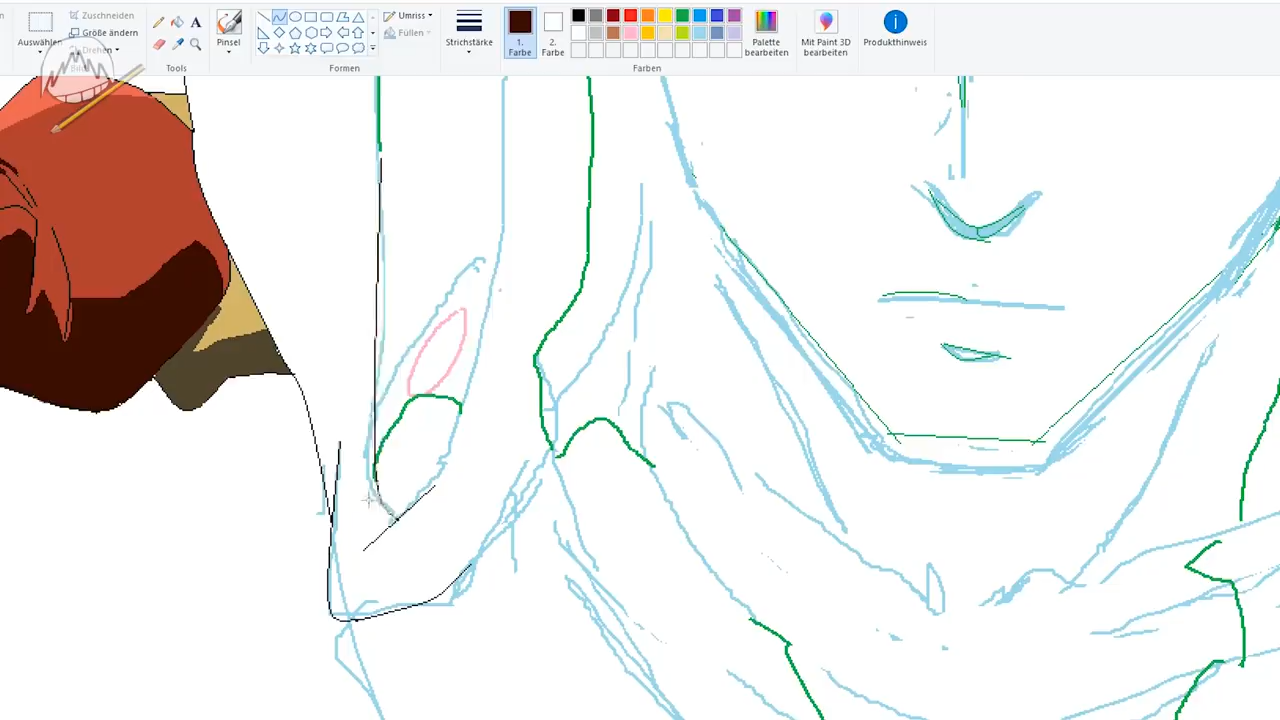 Zuschneiden
Größe ändern
Drehen
Auswählen
Bild
A
Tools
Pinsel
Formen
Umriss
Füllen
Strichstärke
1.
Farbe
2.
Farbe
Farben
Palette
bearbeiten
Mit Paint 3D
bearbeiten
Produkthinweis